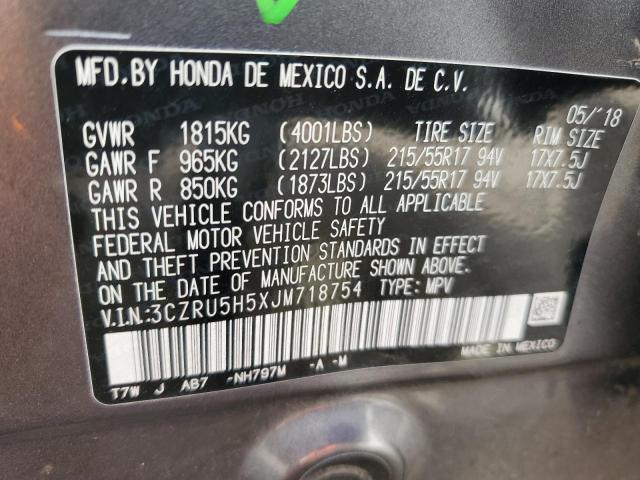 MFD.BY HONDA DE MEXICO S.A. DE C.V.
05/'18
GVWR 1815KG (4001LBS) TIRE SIZE RIM SIZE
GAWR F 965KG (2127LBS) 215/55R17 94V 17X7.5J
GAWR R 850KG (1873LBS) 215/55R17 94V 17X7.5J
THIS VEHICLE CONFORMS TO ALL APPLICABLE
FEDERAL MOTOR VEHICLE SAFETY
AND THEFT PREVENTION STANDARDS IN EFFECT
ON THE DATE OF MANUFACTURE SHOWN ABOVE.
V.I.N.:3CZRU5H5XJM718754 TYPE: MPV
T7W J AB7 -NH797M -A -M
MADE IN MEXICO